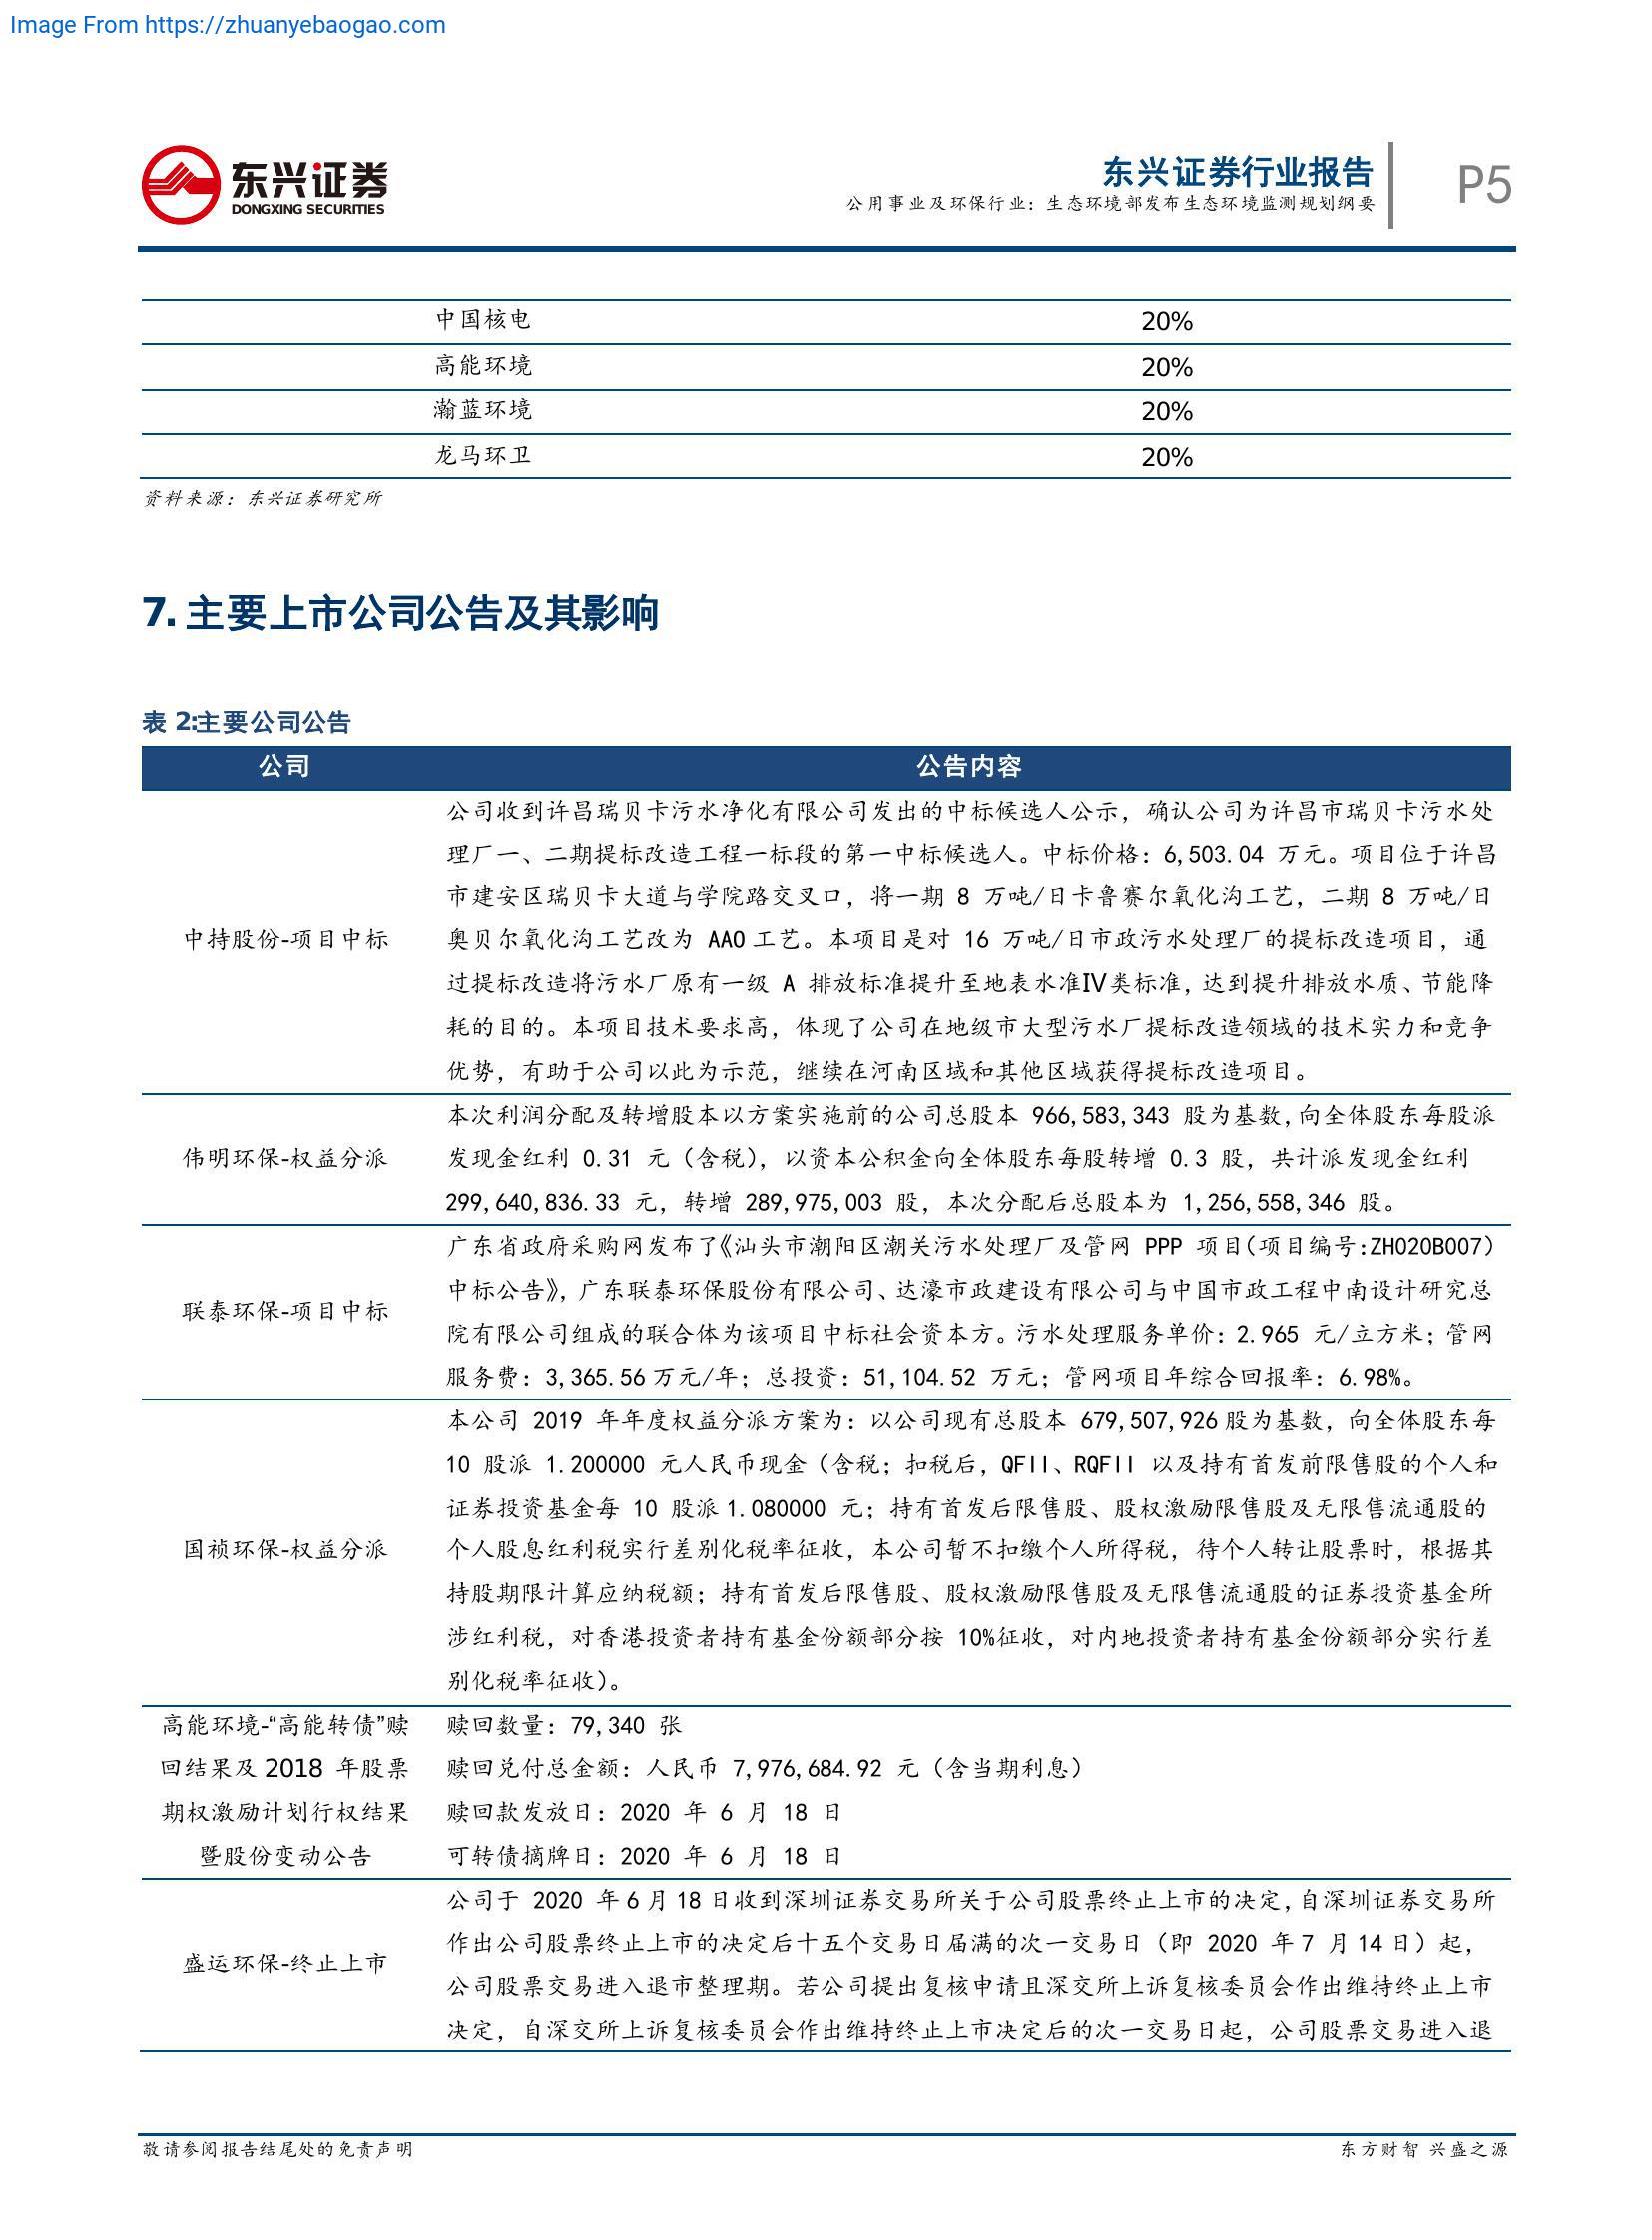 Image From https://zhuanyebaogao.com
东兴证券
DONGXING SECURITIES
东兴证券行业报告
公用事业及环保行业：生态环境部发布生态环境监测规划纲要
P5
中国核电 20%
高能环境 20%
瀚蓝环境 20%
龙马环卫 20%
资料来源：东兴证券研究所
7. 主要上市公司公告及其影响
表 2:主要公司公告
公司 公告内容
中持股份-项目中标
公司收到许昌瑞贝卡污水净化有限公司发出的中标候选人公示，确认公司为许昌市瑞贝卡污水处
理厂一、二期提标改造工程一标段的第一中标候选人。中标价格：6,503.04 万元。项目位于许昌
市建安区瑞贝卡大道与学院路交叉口，将一期 8 万吨/日卡鲁赛尔氧化沟工艺，二期 8 万吨/日
奥贝尔氧化沟工艺改为 AAO 工艺。本项目是对 16 万吨/日市政污水处理厂的提标改造项目，通
过提标改造将污水厂原有一级 A 排放标准提升至地表水准Ⅳ类标准，达到提升排放水质、节能降
耗的目的。本项目技术要求高，体现了公司在地级市大型污水厂提标改造领域的技术实力和竞争
优势，有助于公司以此为示范，继续在河南区域和其他区域获得提标改造项目。
伟明环保-权益分派
本次利润分配及转增股本以方案实施前的公司总股本 966,583,343 股为基数，向全体股东每股派
发现金红利 0.31 元（含税），以资本公积金向全体股东每股转增 0.3 股，共计派发现金红利
299,640,836.33 元，转增 289,975,003 股，本次分配后总股本为 1,256,558,346 股。
联泰环保-项目中标
广东省政府采购网发布了《汕头市潮阳区潮关污水处理厂及管网 PPP 项目（项目编号:ZH020B007）
中标公告》，广东联泰环保股份有限公司、达濠市政建设有限公司与中国市政工程中南设计研究总
院有限公司组成的联合体为该项目中标社会资本方。污水处理服务单价：2.965 元/立方米；管网
服务费：3,365.56 万元/年；总投资：51,104.52 万元；管网项目年综合回报率：6.98%。
国祯环保-权益分派
本公司 2019 年年度权益分派方案为：以公司现有总股本 679,507,926 股为基数，向全体股东每
10 股派 1.200000 元人民币现金（含税；扣税后，QFII、RQFII 以及持有首发前限售股的个人和
证券投资基金每 10 股派 1.080000 元；持有首发后限售股、股权激励限售股及无限售流通股的
个人股息红利税实行差别化税率征收，本公司暂不扣缴个人所得税，待个人转让股票时，根据其
持股期限计算应纳税额；持有首发后限售股、股权激励限售股及无限售流通股的证券投资基金所
涉红利税，对香港投资者持有基金份额部分按 10%征收，对内地投资者持有基金份额部分实行差
别化税率征收）。
高能环境-“高能转债”赎
回结果及 2018 年股票
期权激励计划行权结果
暨股份变动公告
赎回数量：79,340 张
赎回兑付总金额：人民币 7,976,684.92 元（含当期利息）
赎回款发放日：2020 年 6 月 18 日
可转债摘牌日：2020 年 6 月 18 日
盛运环保-终止上市
公司于 2020 年 6 月 18 日收到深圳证券交易所关于公司股票终止上市的决定，自深圳证券交易所
作出公司股票终止上市的决定后十五个交易日届满的次一交易日（即 2020 年 7 月 14 日）起，
公司股票交易进入退市整理期。若公司提出复核申请且深交所上诉复核委员会作出维持终止上市
决定，自深交所上诉复核委员会作出维持终止上市决定后的次一交易日起，公司股票交易进入退
敬请参阅报告结尾处的免责声明
东方财智 兴盛之源